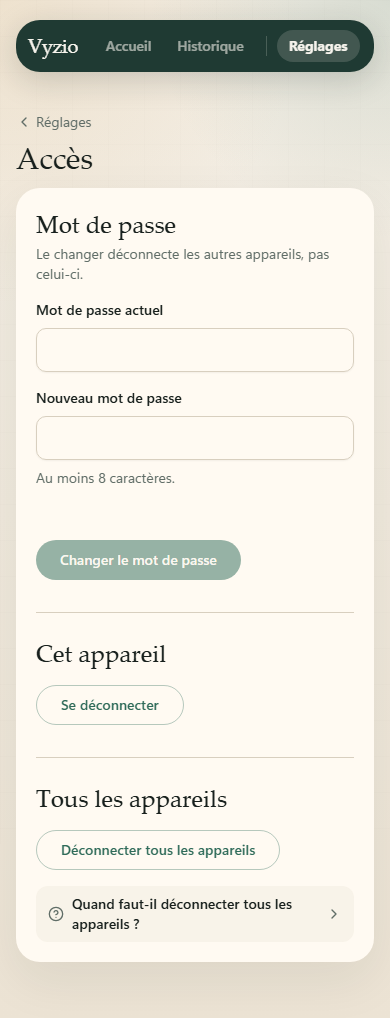 Vyzio
Accueil
Historique
Réglages
Réglages
Accès
Mot de passe
Le changer déconnecte les autres appareils, pas
celui-ci.
Mot de passe actuel
Nouveau mot de passe
Au moins 8 caractères.
Changer le mot de passe
Cet appareil
Se déconnecter
Tous les appareils
Déconnecter tous les appareils
Quand faut-il déconnecter tous les
appareils ?